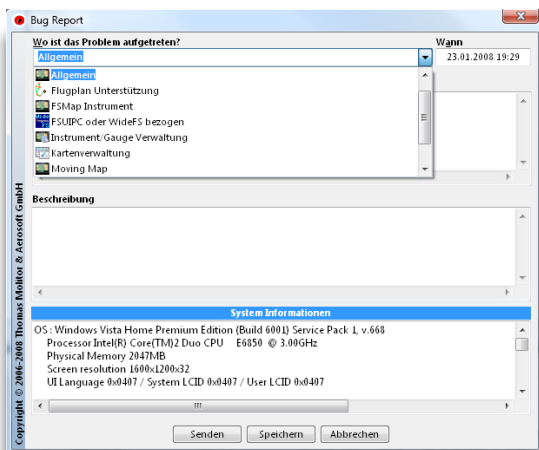 Bug Report
Wo ist das Problem aufgetreten?
Wann
Allgemein
23.01.2008 19:29
Allgemein
Flugplan Unterstützung
FSMap Instrument
FSUIPC oder WideFS bezogen
Instrument/Gauge Verwaltung
Kartenverwaltung
Moving Map
Beschreibung
System Informationen
OS : Windows Vista Home Premium Edition (Build 6001) Service Pack 1, v.668
Processor Intel(R) Core(TM)2 Duo CPU E6850 @ 3.00GHz
Physical Memory 2047MB
Screen resolution 1600x1200x32
UI Language 0x0407 / System LCID 0x0407 / User LCID 0x0407
Senden
Speichern
Abbrechen
Copyright © 2006-2008 Thomas Molitor & Aerosoft GmbH